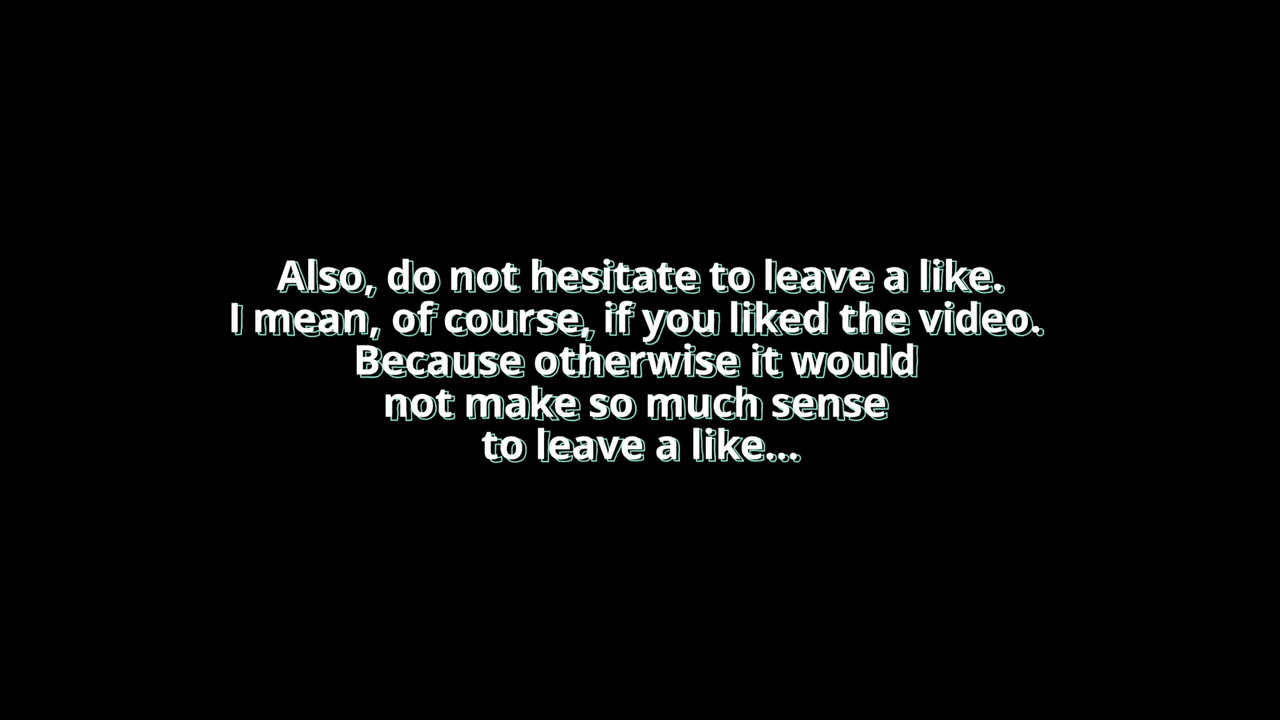 Also, do not hesitate to leave a like.
I mean, of course, if you liked the video.
Because otherwise it would
not make so much sense
to leave a like...